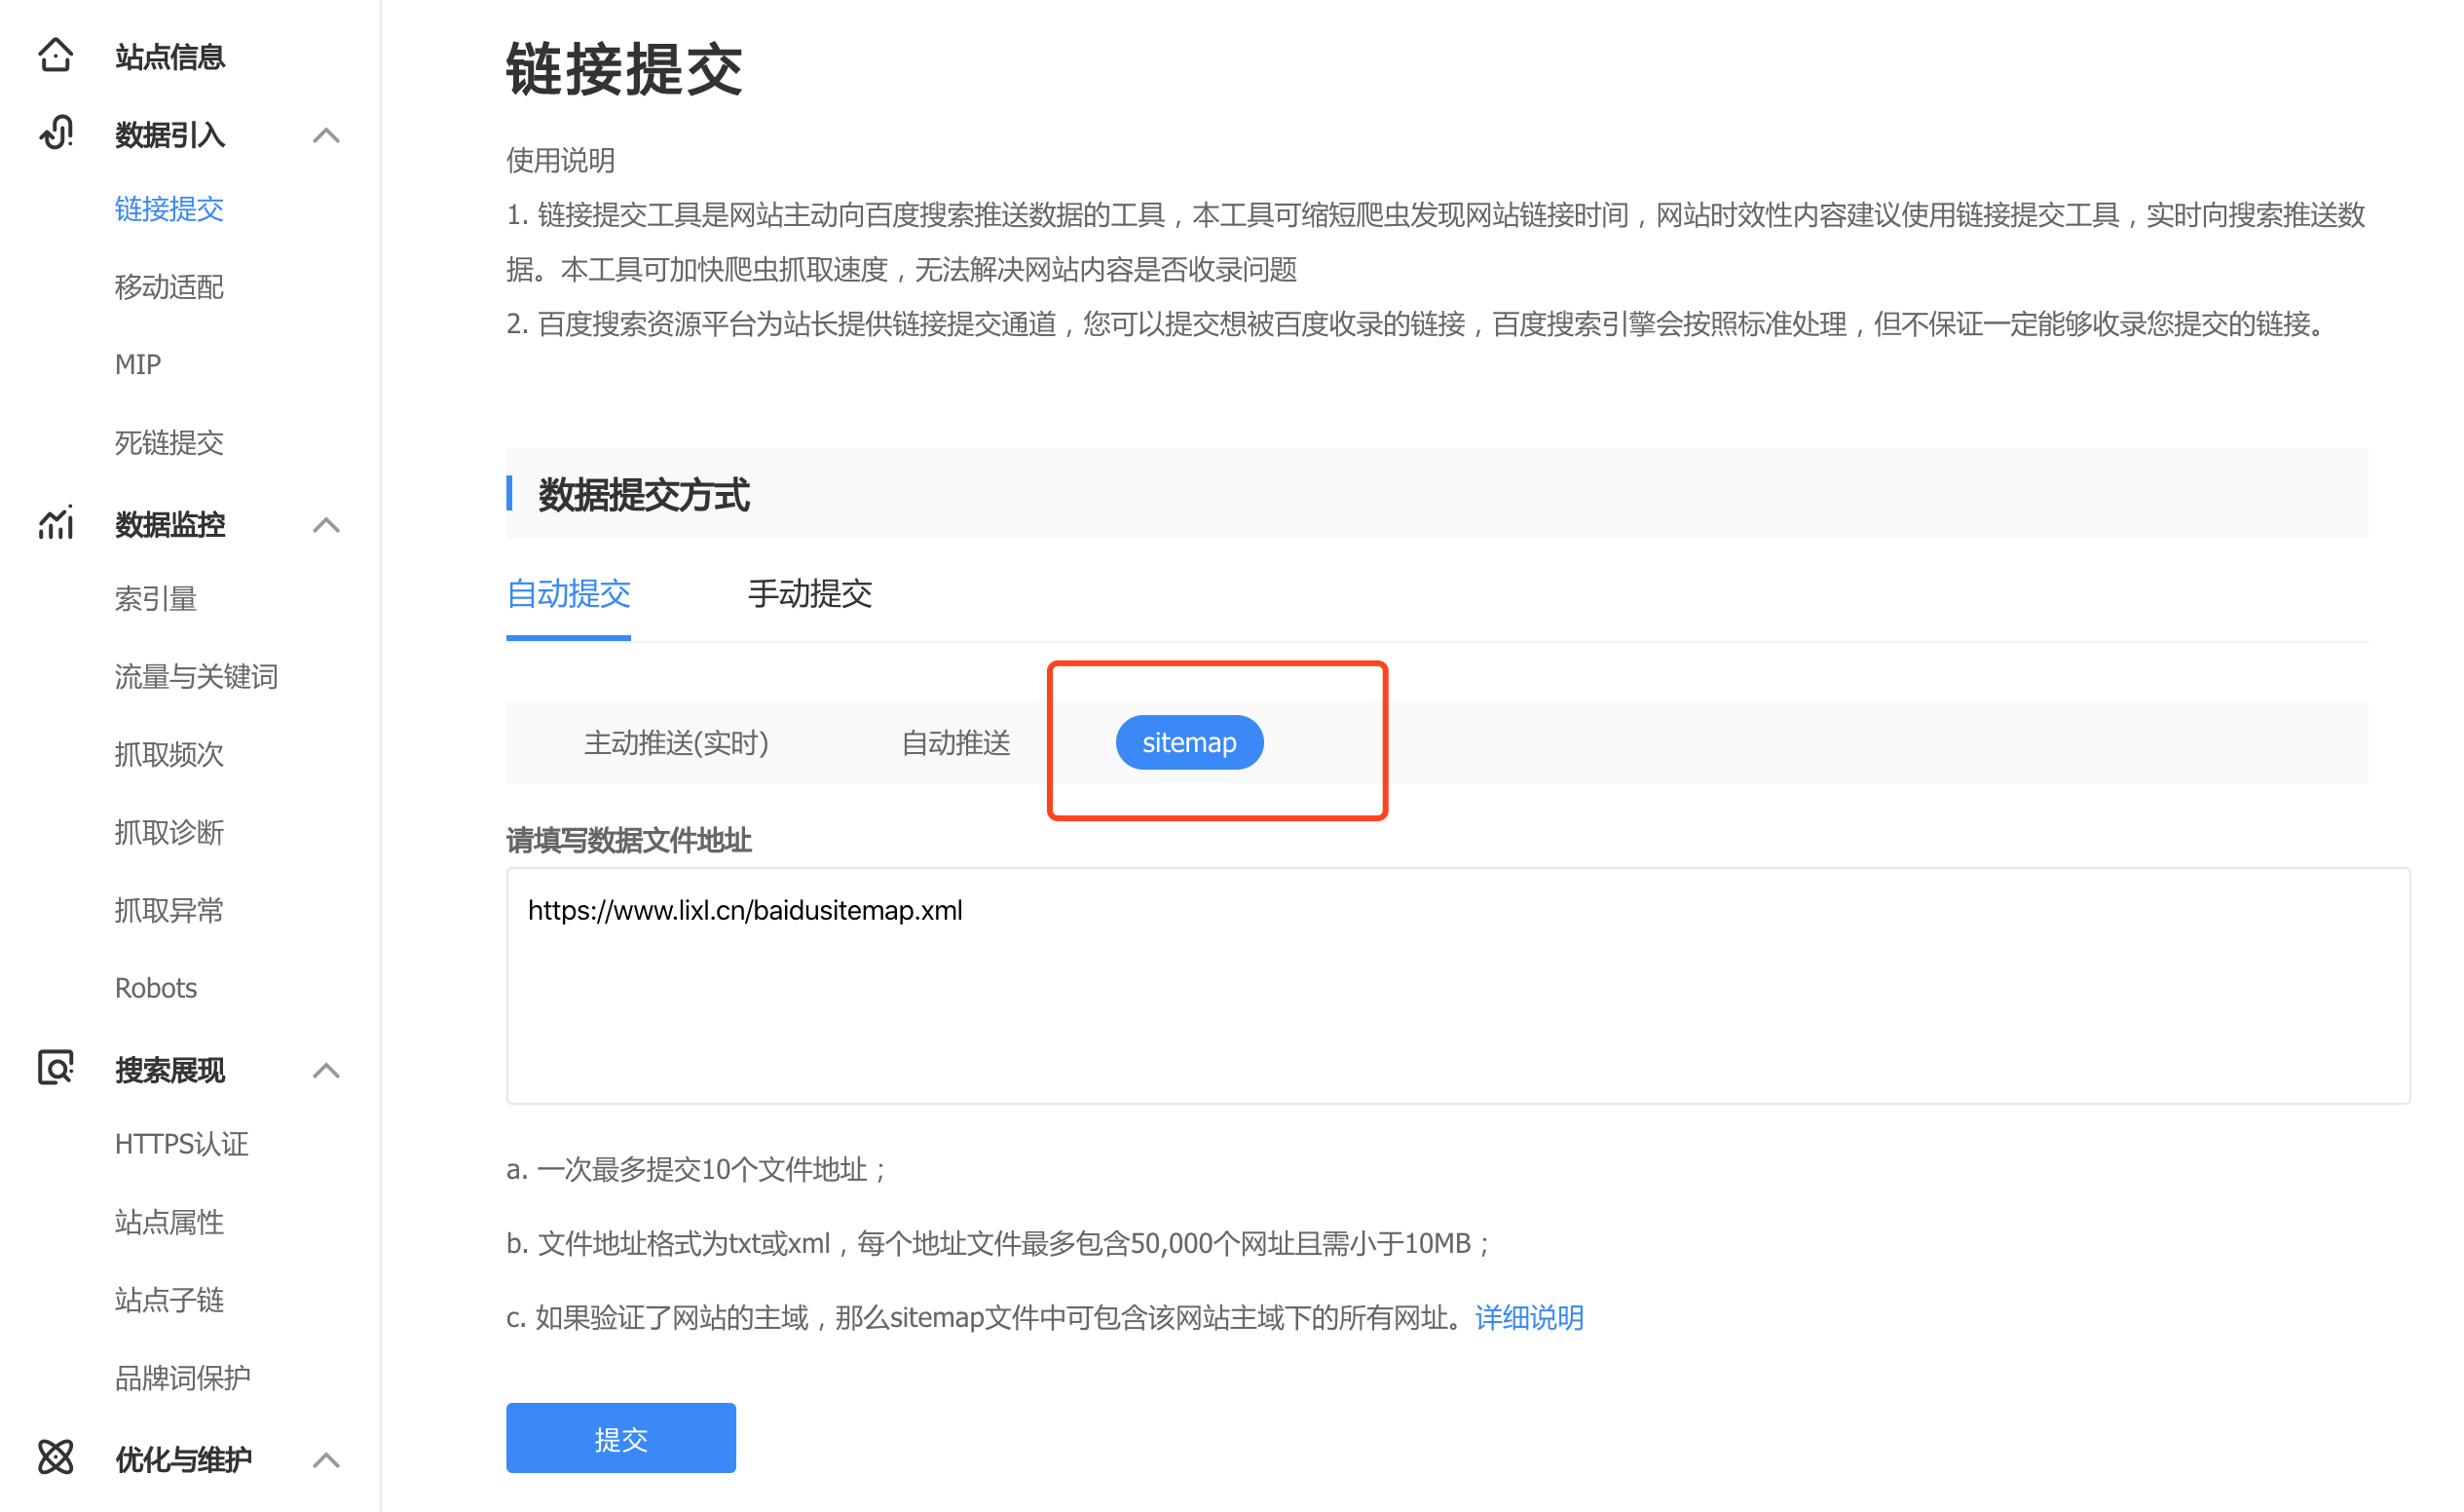 站点信息
数据引入
链接提交
移动适配
MIP
死链提交
数据监控
索引量
流量与关键词
抓取频次
抓取诊断
抓取异常
Robots
搜索展现
HTTPS认证
站点属性
站点子链
品牌词保护
优化与维护
链接提交
使用说明
1. 链接提交工具是网站主动向百度搜索推送数据的工具，本工具可缩短爬虫发现网站链接时间，网站时效性内容建议使用链接提交工具，实时向搜索推送数
据。本工具可加快爬虫抓取速度，无法解决网站内容是否收录问题
2. 百度搜索资源平台为站长提供链接提交通道，您可以提交想被百度收录的链接，百度搜索引擎会按照标准处理，但不保证一定能够收录您提交的链接。
数据提交方式
自动提交 手动提交
主动推送(实时) 自动推送 sitemap
请填写数据文件地址
https://www.lixl.cn/baidusitemap.xml
a. 一次最多提交10个文件地址；
b. 文件地址格式为txt或xml，每个地址文件最多包含50,000个网址且需小于10MB；
c. 如果验证了网站的主域，那么sitemap文件中可包含该网站主域下的所有网址。详细说明
提交